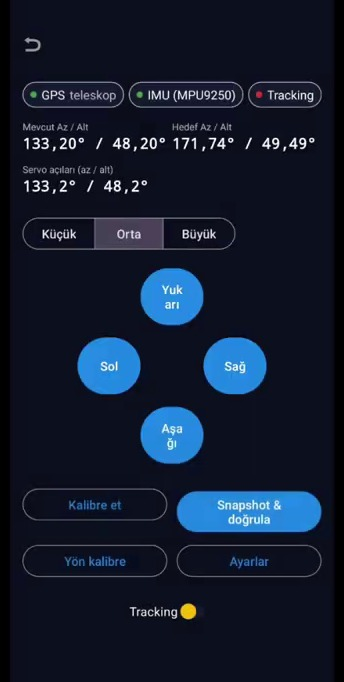 GPS teleskop IMU (MPU9250) Tracking
Mevcut Az / Alt Hedef Az / Alt
133,20° / 48,20° 171,74° / 49,49°
Servo açıları (az / alt)
133,2° / 48,2°
Küçük Orta Büyük
Yuk
arı
Sol Sağ
Aşa
ğı
Kalibre et Snapshot &
doğrula
Yön kalibre Ayarlar
Tracking